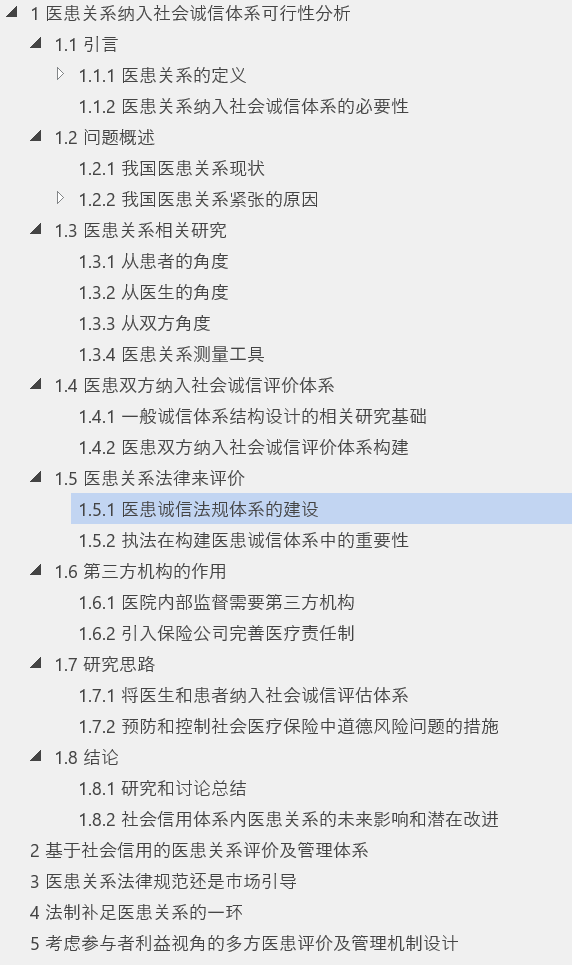 1 医患关系纳入社会诚信体系可行性分析
1.1 引言
1.1.1 医患关系的定义
1.1.2 医患关系纳入社会诚信体系的必要性
1.2 问题概述
1.2.1 我国医患关系现状
1.2.2 我国医患关系紧张的原因
1.3 医患关系相关研究
1.3.1 从患者的角度
1.3.2 从医生的角度
1.3.3 从双方角度
1.3.4 医患关系测量工具
1.4 医患双方纳入社会诚信评价体系
1.4.1 一般诚信体系结构设计的相关研究基础
1.4.2 医患双方纳入社会诚信评价体系构建
1.5 医患关系法律来评价
1.5.1 医患诚信法规体系的建设
1.5.2 执法在构建医患诚信体系中的重要性
1.6 第三方机构的作用
1.6.1 医院内部监督需要第三方机构
1.6.2 引入保险公司完善医疗责任制
1.7 研究思路
1.7.1 将医生和患者纳入社会诚信评估体系
1.7.2 预防和控制社会医疗保险中道德风险问题的措施
1.8 结论
1.8.1 研究和讨论总结
1.8.2 社会信用体系内医患关系的未来影响和潜在改进
2 基于社会信用的医患关系评价及管理体系
3 医患关系法律规范还是市场引导
4 法制补足医患关系的一环
5 考虑参与者利益视角的多方医患评价及管理机制设计